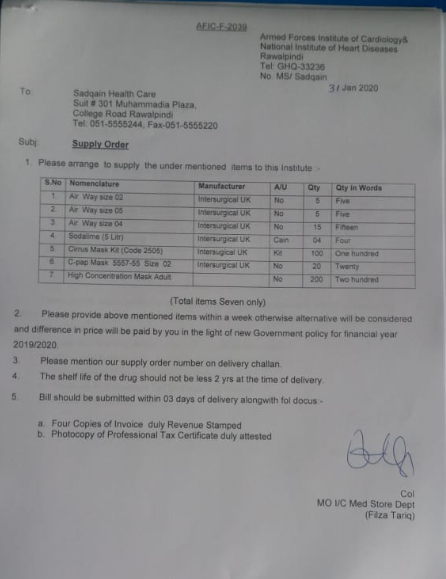 AFIC-F-2039
Armed Forces Institute of Cardiology&
National Institute of Heart Diseases
Rawalpindi
Tel: GHQ-33236
No. MS/ Sadqain
31 Jan 2020
To
Sadqain Health Care
Suit # 301 Muhammadia Plaza,
College Road Rawalpindi
Tel: 051-5555244, Fax-051-5555220
Subj: Supply Order
1. Please arrange to supply the under mentioned items to this Institute :-
S.No Nomenclature Manufacturer A/U Qty Qty in Words
1. Air Way size 02 Intersurgical UK No 5 Five
2. Air Way size 05 Intersurgical UK No 5 Five
3. Air Way size 04 Intersurgical UK No 15 Fifteen
4. Sodalime (5 Ltr) Intersurgical UK Cain 04 Four
5 Cirrus Mask Kit (Code 2505) Intersurgical UK Kit 100 One hundred
6. C-pap Mask 5557-55 Size 02 Intersurgical UK No 20 Twenty
7. High Concentration Mask Adult No 200 Two hundred
(Total items Seven only)
2. Please provide above mentioned items within a week otherwise alternative will be considered
and difference in price will be paid by you in the light of new Government policy for financial year
2019/2020.
3. Please mention our supply order number on delivery challan.
4. The shelf life of the drug should not be less 2 yrs at the time of delivery.
5. Bill should be submitted within 03 days of delivery alongwith fol docus:-
a. Four Copies of Invoice duly Revenue Stamped
b. Photocopy of Professional Tax Certificate duly attested
Col
MO I/C Med Store Dept
(Filza Tariq)